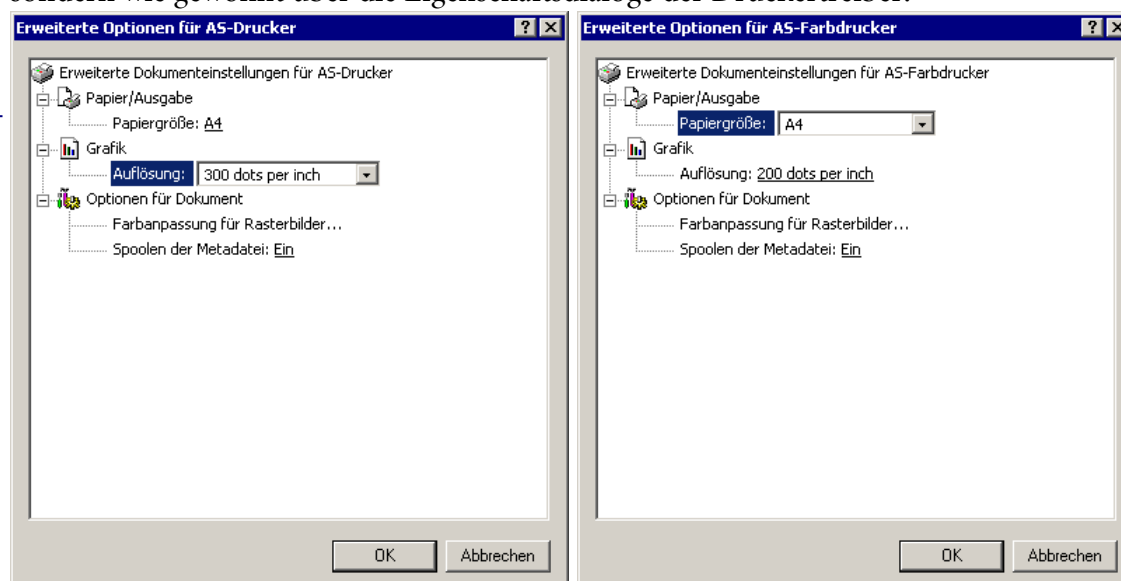 sondern wie gewohnt über die Eigenschaftsdialoge der Druckertreiber.
Erweiterte Optionen für AS-Drucker
Erweiterte Dokumenteinstellungen für AS-Drucker
Papier/Ausgabe
Papiergröße: A4
Grafik
Auflösung: 300 dots per inch
Optionen für Dokument
Farbanpassung für Rasterbilder...
Spoolen der Metadatei: Ein
OK Abbrechen
Erweiterte Optionen für AS-Farbdrucker
Erweiterte Dokumenteinstellungen für AS-Farbdrucker
Papier/Ausgabe
Papiergröße: A4
Grafik
Auflösung: 200 dots per inch
Optionen für Dokument
Farbanpassung für Rasterbilder...
Spoolen der Metadatei: Ein
OK Abbrechen